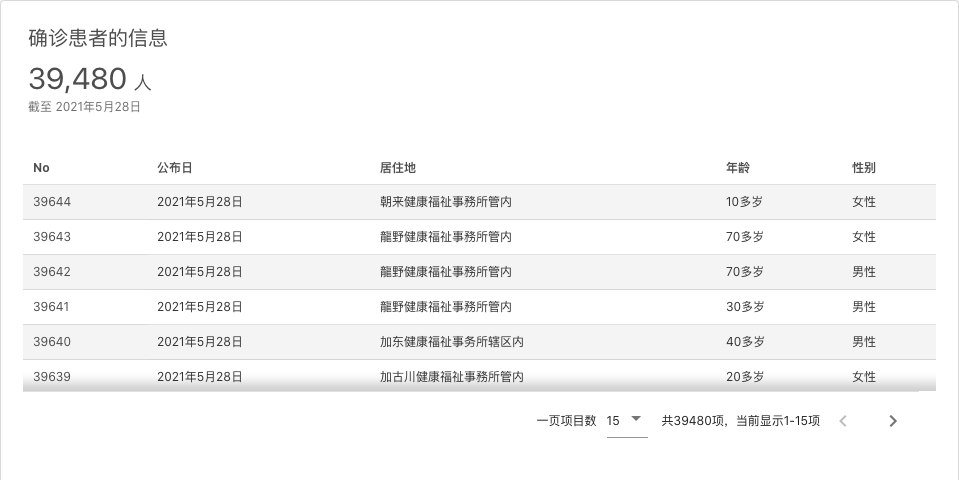 确诊患者的信息
39,480 人
截至 2021年5月28日
No 公布日 居住地 年龄 性别
39644 2021年5月28日 朝来健康福祉事務所管内 10多岁 女性
39643 2021年5月28日 龍野健康福祉事務所管内 70多岁 女性
39642 2021年5月28日 龍野健康福祉事務所管内 70多岁 男性
39641 2021年5月28日 龍野健康福祉事務所管内 30多岁 男性
39640 2021年5月28日 加东健康福祉事务所辖区内 40多岁 男性
39639 2021年5月28日 加古川健康福祉事務所管内 20多岁 女性
一页项目数 15 共39480项，当前显示1-15项